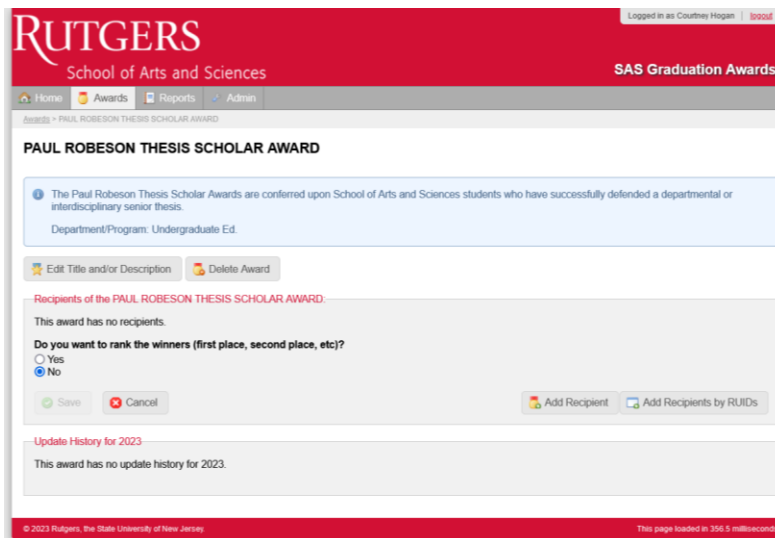 Logged in as Courtney Hogan | logout
RUTGERS
School of Arts and Sciences
SAS Graduation Awards
Home Awards Reports Admin
Awards > PAUL ROBESON THESIS SCHOLAR AWARD
PAUL ROBESON THESIS SCHOLAR AWARD
The Paul Robeson Thesis Scholar Awards are conferred upon School of Arts and Sciences students who have successfully defended a departmental or
interdisciplinary senior thesis.
Department/Program: Undergraduate Ed.
Edit Title and/or Description Delete Award
Recipients of the PAUL ROBESON THESIS SCHOLAR AWARD:
This award has no recipients.
Do you want to rank the winners (first place, second place, etc)?
Yes
No
Save Cancel Add Recipient Add Recipients by RUIDs
Update History for 2023
This award has no update history for 2023.
© 2023 Rutgers, the State University of New Jersey. This page loaded in 356.5 milliseconds